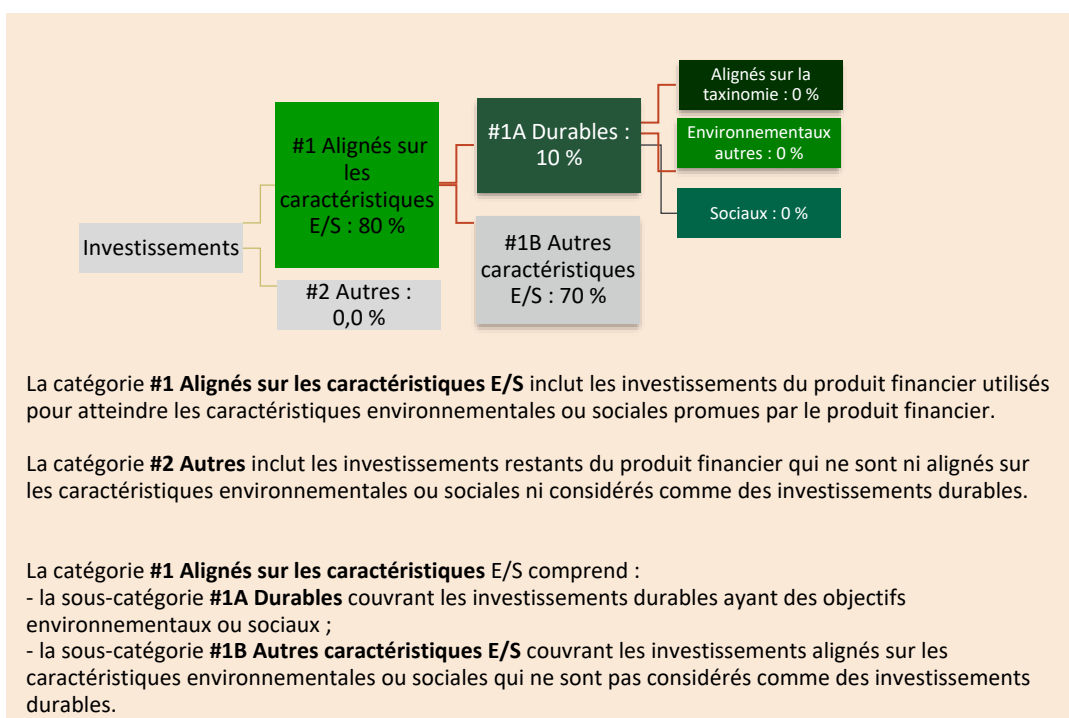 Investissements
#1 Alignés sur
les
caractéristiques
E/S : 80 %
#2 Autres :
0,0 %
#1A Durables :
10 %
#1B Autres
caractéristiques
E/S : 70 %
Alignés sur la
taxinomie : 0 %
Environnementaux
autres : 0 %
Sociaux : 0 %
La catégorie #1 Alignés sur les caractéristiques E/S inclut les investissements du produit financier utilisés
pour atteindre les caractéristiques environnementales ou sociales promues par le produit financier.
La catégorie #2 Autres inclut les investissements restants du produit financier qui ne sont ni alignés sur
les caractéristiques environnementales ou sociales ni considérés comme des investissements durables.
La catégorie #1 Alignés sur les caractéristiques E/S comprend :
- la sous-catégorie #1A Durables couvrant les investissements durables ayant des objectifs
environnementaux ou sociaux ;
- la sous-catégorie #1B Autres caractéristiques E/S couvrant les investissements alignés sur les
caractéristiques environnementales ou sociales qui ne sont pas considérés comme des investissements
durables.